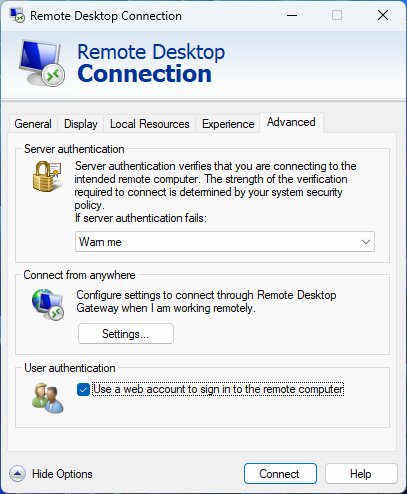 Remote Desktop Connection
Remote Desktop
Connection
General Display Local Resources Experience Advanced
Server authentication
Server authentication verifies that you are connecting to the
intended remote computer. The strength of the verification
required to connect is determined by your system security
policy.
If server authentication fails:
Warn me
Connect from anywhere
Configure settings to connect through Remote Desktop
Gateway when I am working remotely.
Settings...
User authentication
Use a web account to sign in to the remote computer
Hide Options Connect Help